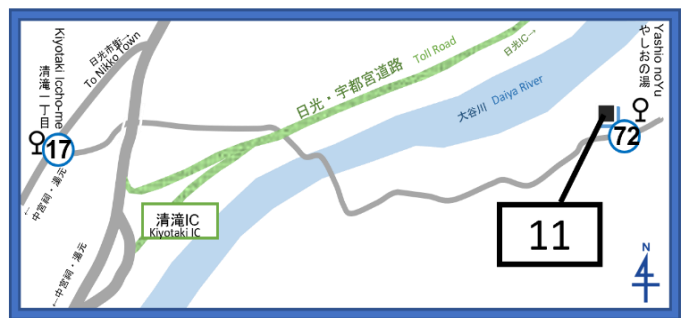 Kiyotaki Iccho-me
清滝一丁目
17
日光市街→
To Nikko Town
←中宮祠・湯元
←中宮祠・湯元
清滝IC
Kiyotaki IC
日光・宇都宮道路 Toll Road
日光IC→
大谷川 Daiya River
Yashio noYu
やしおの湯
72
11
N